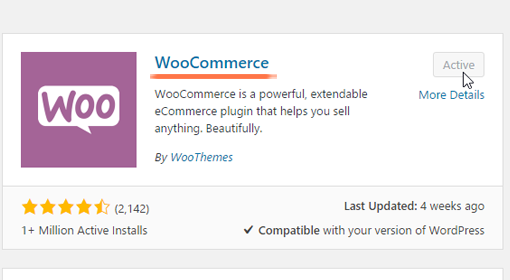 WOO
WooCommerce
Active
More Details
WooCommerce is a powerful, extendable
eCommerce plugin that helps you sell
anything. Beautifully.
By WooThemes
(2,142)
Last Updated: 4 weeks ago
1+ Million Active Installs
Compatible with your version of WordPress